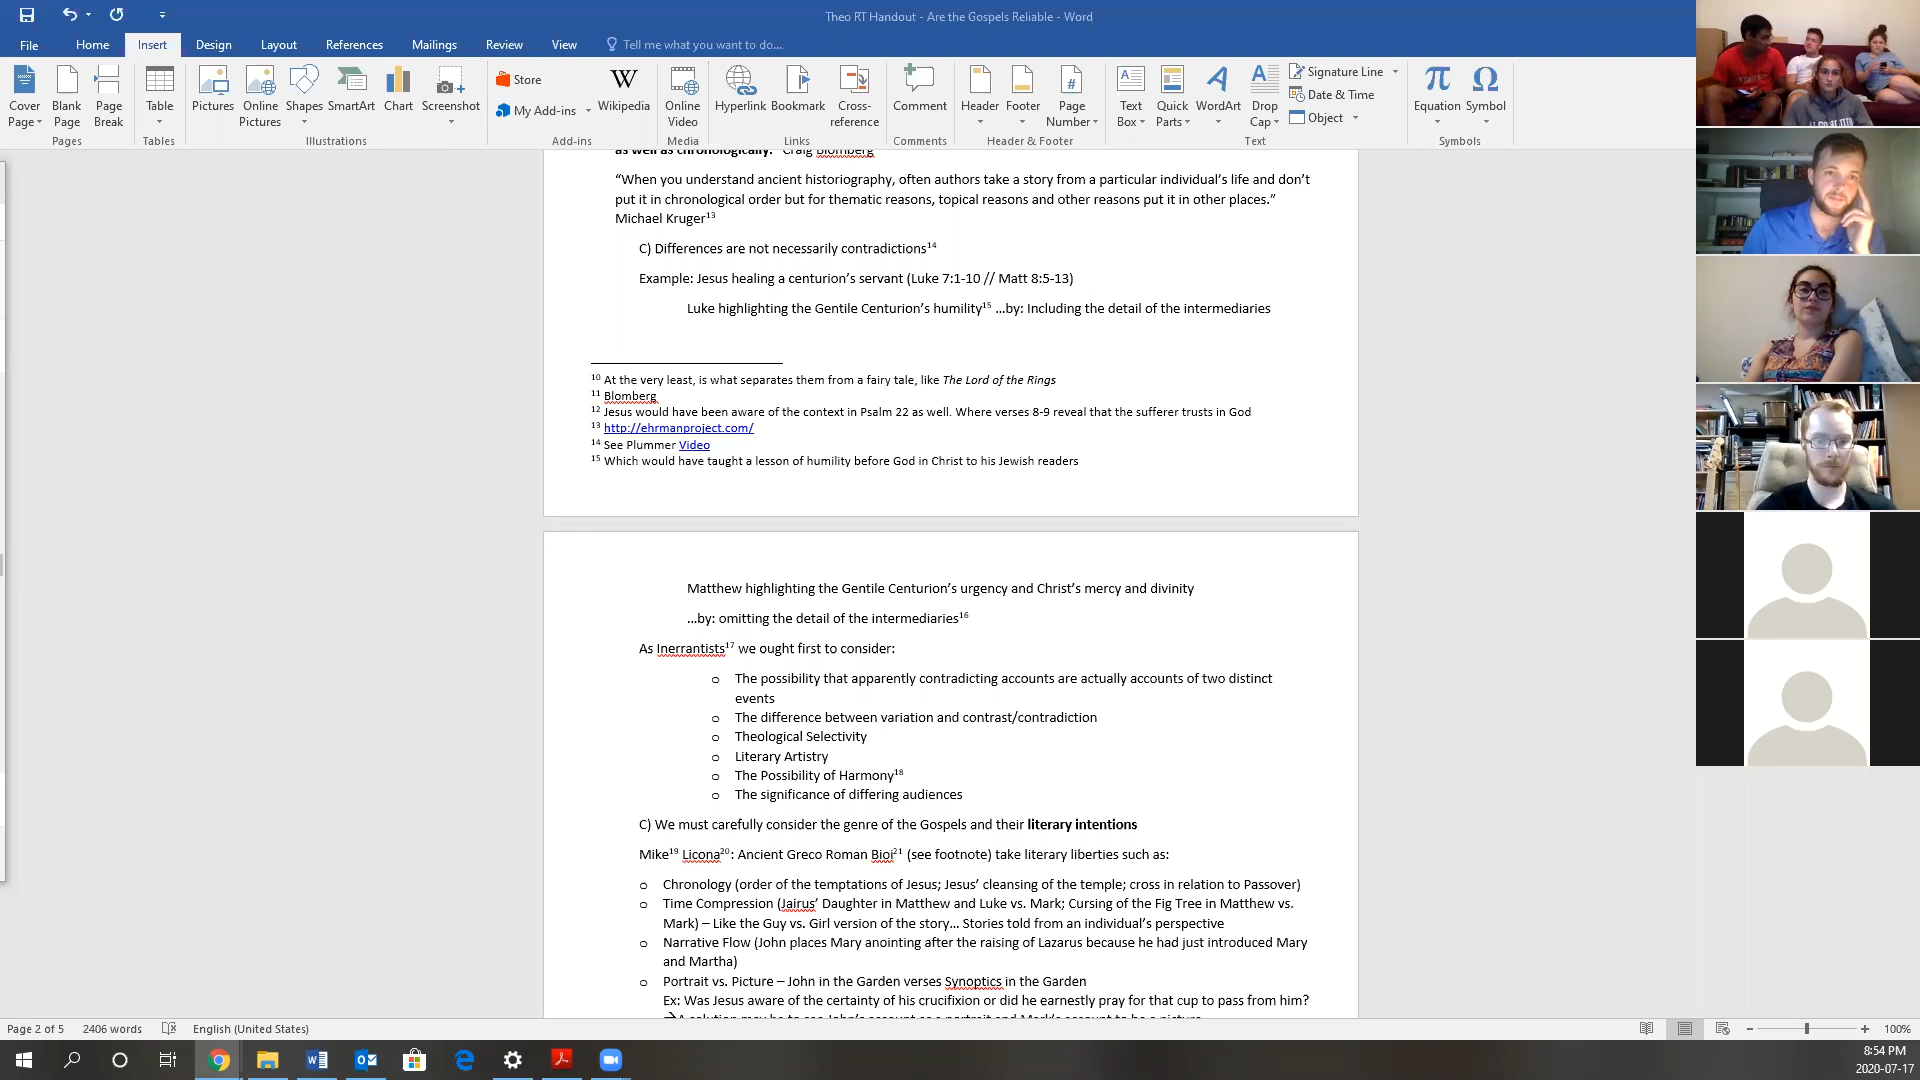 Theo RT Handout - Are the Gospels Reliable - Word
File Home Insert Design Layout References Mailings Review View Tell me what you want to do...
Cover Page
Blank Page
Page Break
Table
Pictures
Online Pictures
Shapes
SmartArt
Chart
Screenshot
Store
My Add-ins
Wikipedia
Online Video
Hyperlink
Bookmark
Cross-reference
Comment
Header
Footer
Page Number
Text Box
Quick Parts
WordArt
Drop Cap
Signature Line
Date & Time
Object
Equation
Symbol
Pages Tables Illustrations Add-ins Media Links Comments Header & Footer Text Symbols
as well as chronologically.” Craig Blomberg
“When you understand ancient historiography, often authors take a story from a particular individual’s life and don’t
put it in chronological order but for thematic reasons, topical reasons and other reasons put it in other places.”
Michael Kruger13
C) Differences are not necessarily contradictions14
Example: Jesus healing a centurion’s servant (Luke 7:1-10 // Matt 8:5-13)
Luke highlighting the Gentile Centurion’s humility15 …by: Including the detail of the intermediaries
10 At the very least, is what separates them from a fairy tale, like The Lord of the Rings
11 Blomberg
12 Jesus would have been aware of the context in Psalm 22 as well. Where verses 8-9 reveal that the sufferer trusts in God
13 http://ehrmanproject.com/
14 See Plummer Video
15 Which would have taught a lesson of humility before God in Christ to his Jewish readers
Matthew highlighting the Gentile Centurion’s urgency and Christ’s mercy and divinity
…by: omitting the detail of the intermediaries16
As Inerrantists17 we ought first to consider:
o The possibility that apparently contradicting accounts are actually accounts of two distinct
events
o The difference between variation and contrast/contradiction
o Theological Selectivity
o Literary Artistry
o The Possibility of Harmony18
o The significance of differing audiences
C) We must carefully consider the genre of the Gospels and their literary intentions
Mike19 Licona20: Ancient Greco Roman Bioi21 (see footnote) take literary liberties such as:
o Chronology (order of the temptations of Jesus; Jesus’ cleansing of the temple; cross in relation to Passover)
o Time Compression (Jairus’ Daughter in Matthew and Luke vs. Mark; Cursing of the Fig Tree in Matthew vs.
Mark) – Like the Guy vs. Girl version of the story… Stories told from an individual’s perspective
o Narrative Flow (John places Mary anointing after the raising of Lazarus because he had just introduced Mary
and Martha)
o Portrait vs. Picture – John in the Garden verses Synoptics in the Garden
Ex: Was Jesus aware of the certainty of his crucifixion or did he earnestly pray for that cup to pass from him?
→A solution may be to see John’s account as a portrait and Mark’s account to be a picture
Page 2 of 5 2406 words English (United States) 100%
8:54 PM
2020-07-17